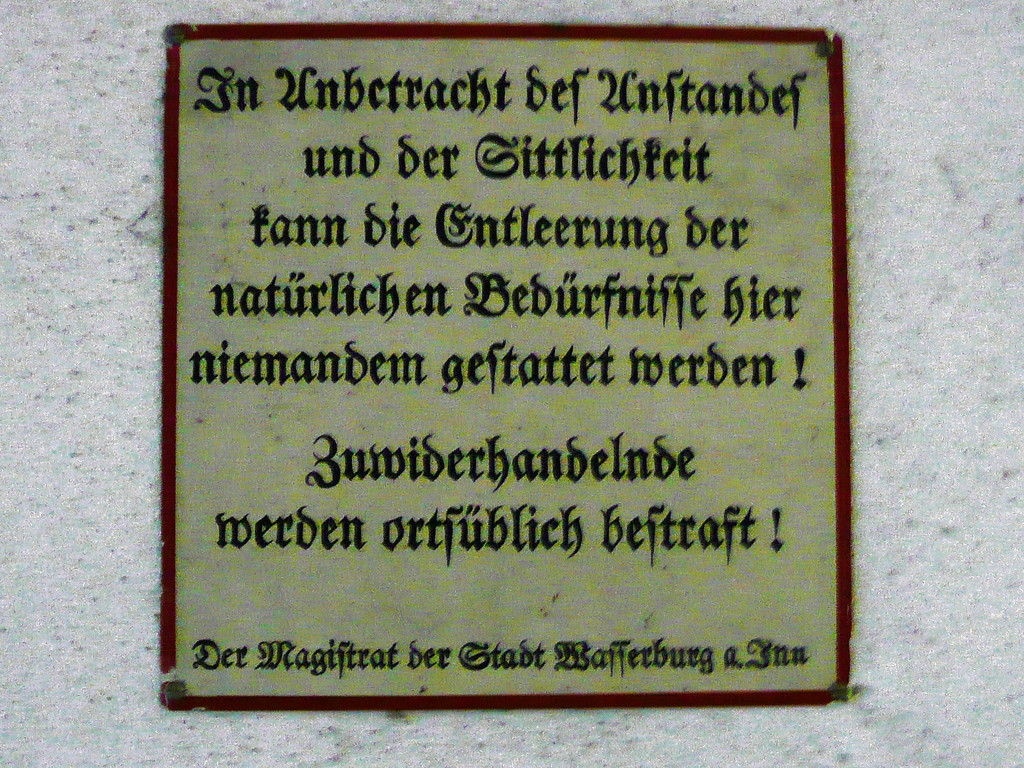 In Anbetracht deſ Anſtandeſ
und der Sittlichkeit
kann die Entleerung der
natürlichen Bedürfniſſe hier
niemandem geſtattet werden !
Zuwiderhandelnde
werden ortſüblich beſtraft !
Der Magiſtrat der Stadt Waſſerburg a. Inn